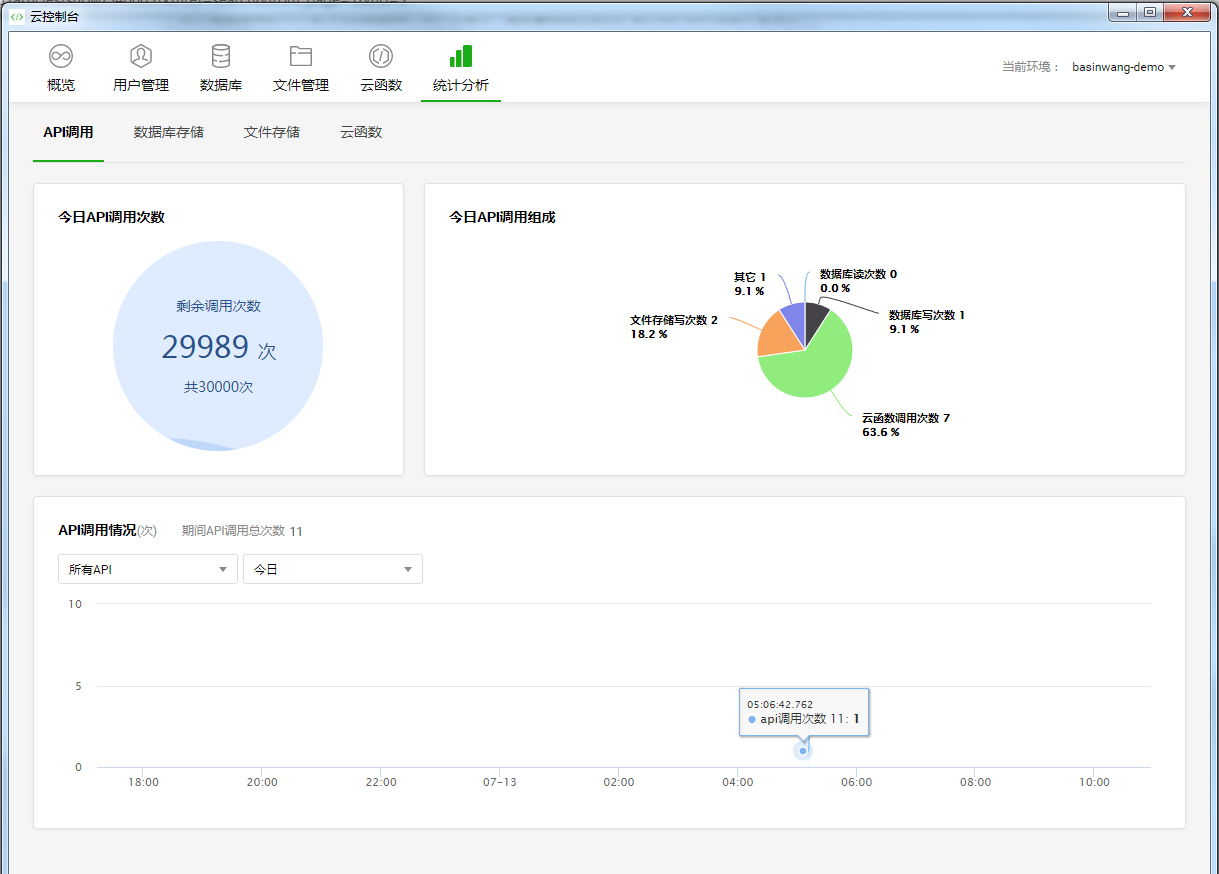 云控制台
概览
用户管理
数据库
文件管理
云函数
统计分析
当前环境：
basinwang-demo
API调用
数据库存储
文件存储
云函数
今日API调用次数
剩余调用次数
29989 次
共30000次
今日API调用组成
其它 1
9.1 %
数据库读次数 0
0.0 %
文件存储写次数 2
18.2 %
数据库写次数 1
9.1 %
云函数调用次数 7
63.6 %
API调用情况(次)
期间API调用总次数 11
所有API
今日
10
5
0
05:06:42.762
api调用次数 11: 1
18:00
20:00
22:00
07-13
02:00
04:00
06:00
08:00
10:00